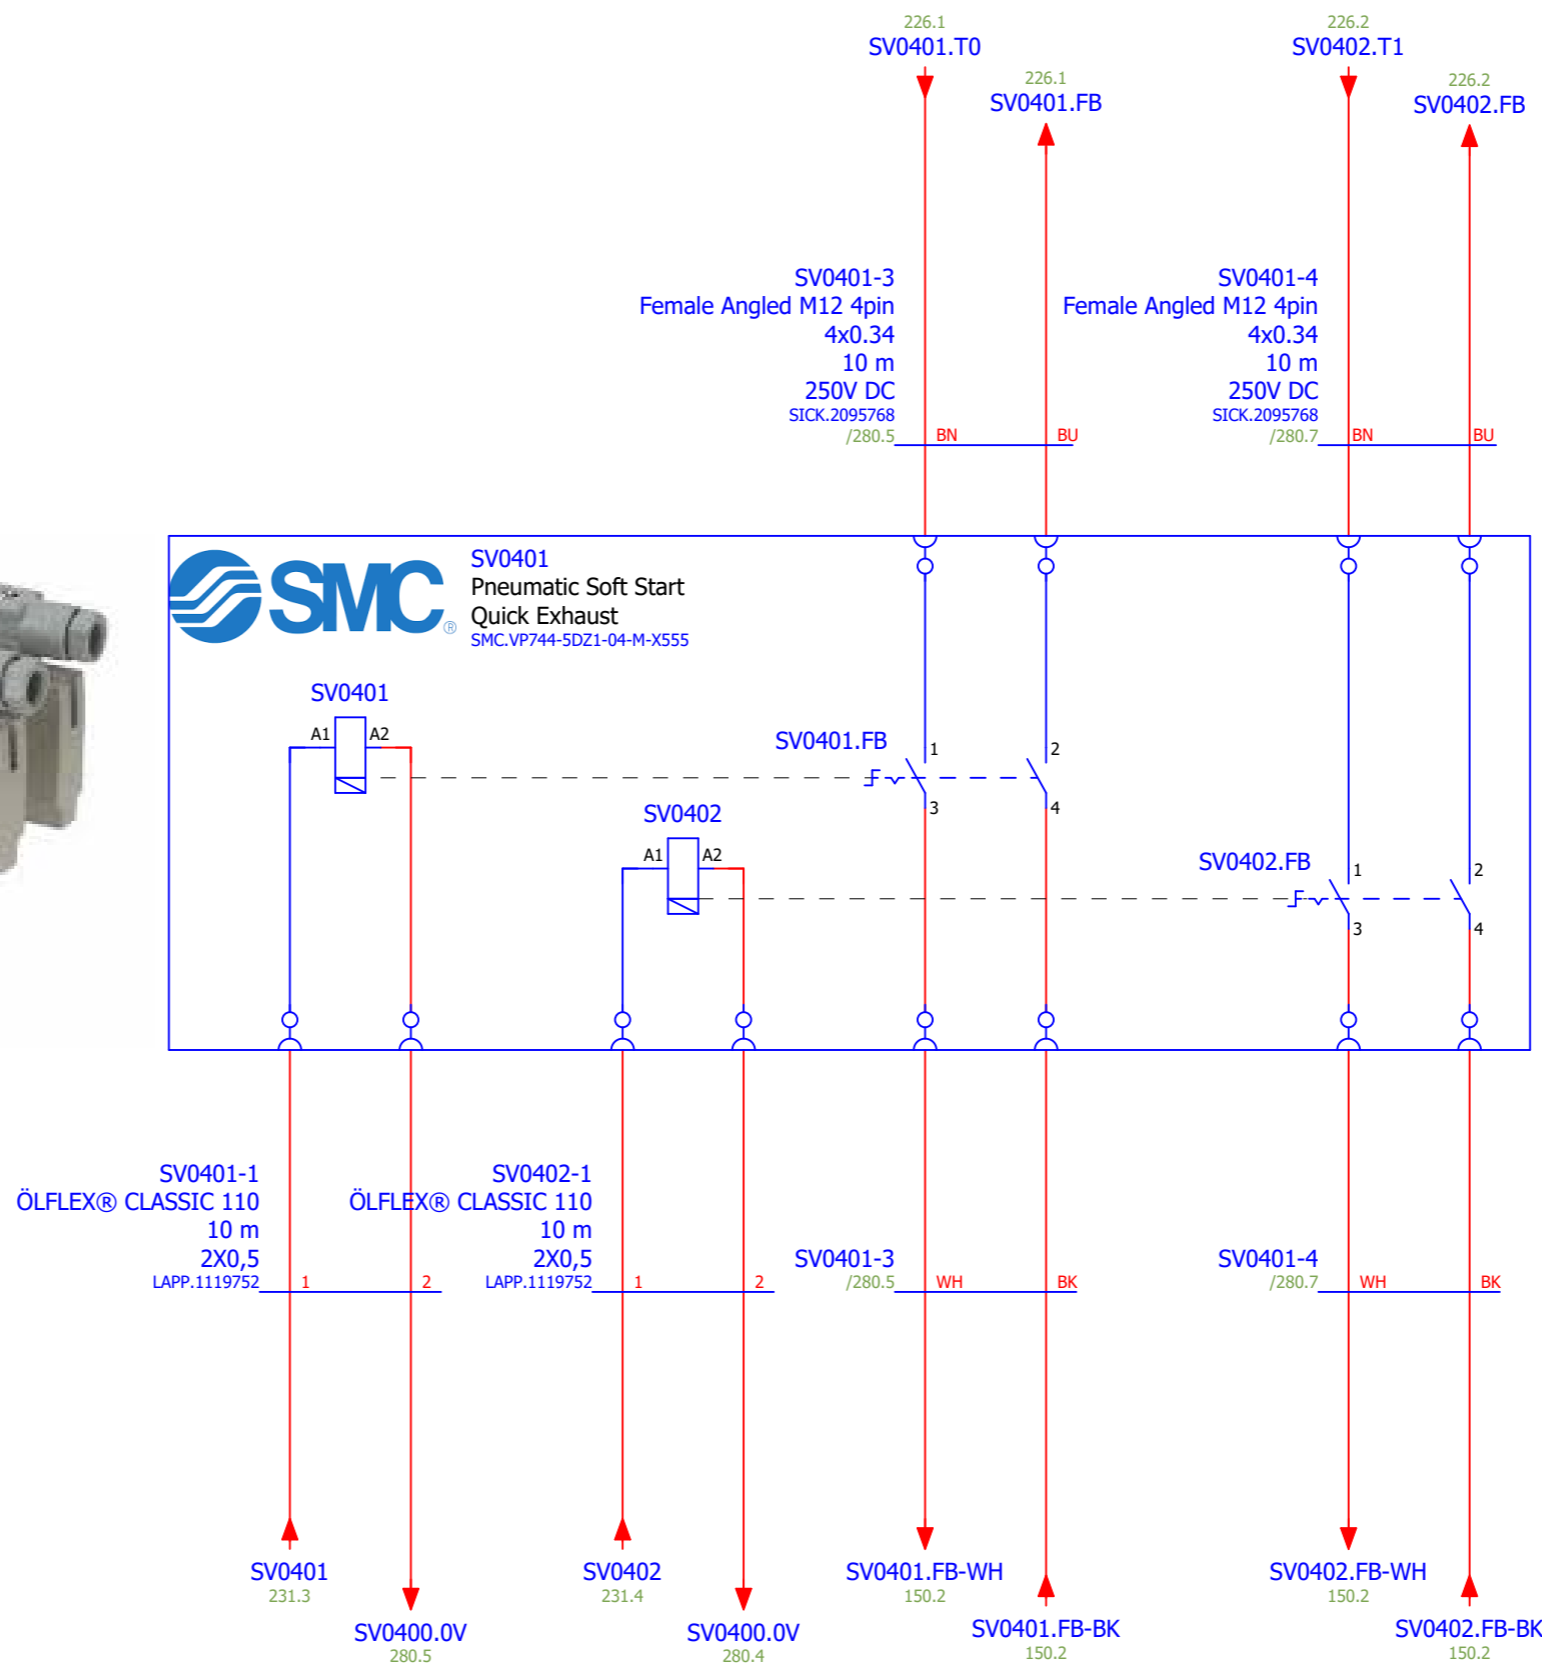 226.1
SV0401.T0
226.1
SV0401.FB
226.2
SV0402.T1
226.2
SV0402.FB
SV0401-3
Female Angled M12 4pin
4x0.34
10 m
250V DC
SICK.2095768
/280.5
BN
BU
SV0401-4
Female Angled M12 4pin
4x0.34
10 m
250V DC
SICK.2095768
/280.7
BN
BU
SMC®
SV0401
Pneumatic Soft Start
Quick Exhaust
SMC.VP744-5DZ1-04-M-X555
SV0401
A1
A2
SV0401.FB
1
2
3
4
SV0402
A1
A2
SV0402.FB
1
2
3
4
SV0401-1
ÖLFLEX® CLASSIC 110
10 m
2X0,5
LAPP.1119752
1
2
SV0402-1
ÖLFLEX® CLASSIC 110
10 m
2X0,5
LAPP.1119752
1
2
SV0401-3
/280.5
WH
BK
SV0401-4
/280.7
WH
BK
SV0401
231.3
SV0400.0V
280.5
SV0402
231.4
SV0400.0V
280.4
SV0401.FB-WH
150.2
SV0401.FB-BK
150.2
SV0402.FB-WH
150.2
SV0402.FB-BK
150.2